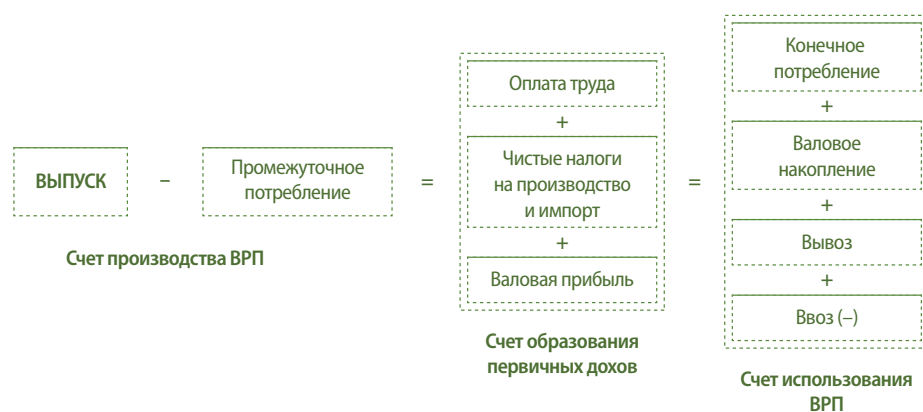 ВЫПУСК
–
Промежуточное
потребление
Счет производства ВРП
=
Оплата труда
+
Чистые налоги
на производство
и импорт
+
Валовая прибыль
Счет образования
первичных доходов
=
Конечное
потребление
+
Валовое
накопление
+
Вывоз
+
Ввоз (–)
Счет использования
ВРП